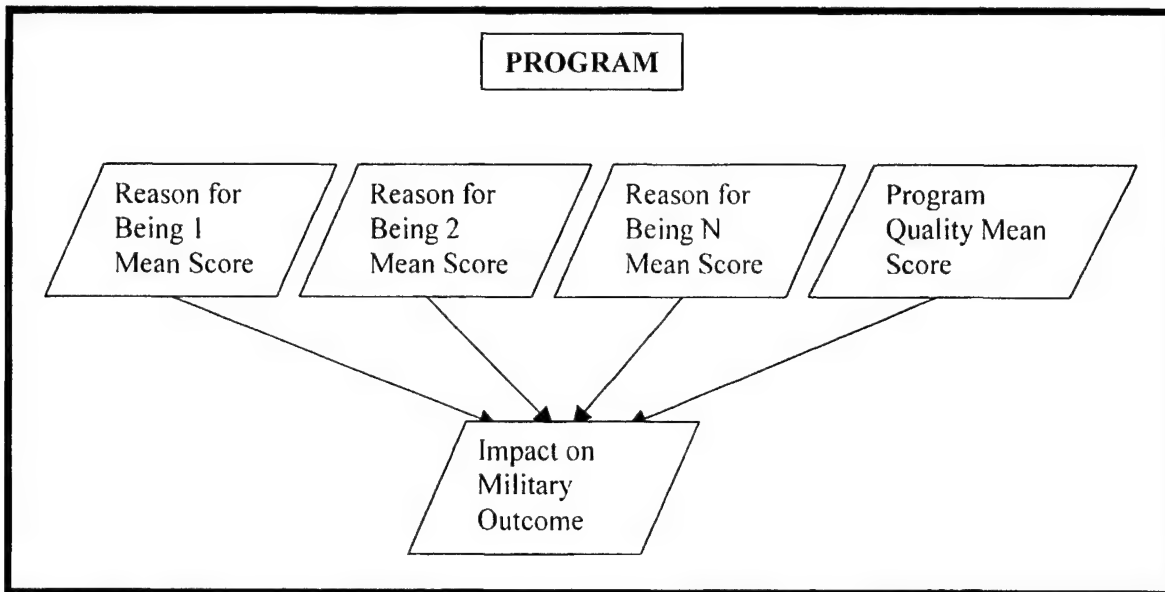 PROGRAM
Reason for
Being 1
Mean Score
Reason for
Being 2
Mean Score
Reason for
Being N
Mean Score
Program
Quality Mean
Score
Impact on
Military
Outcome